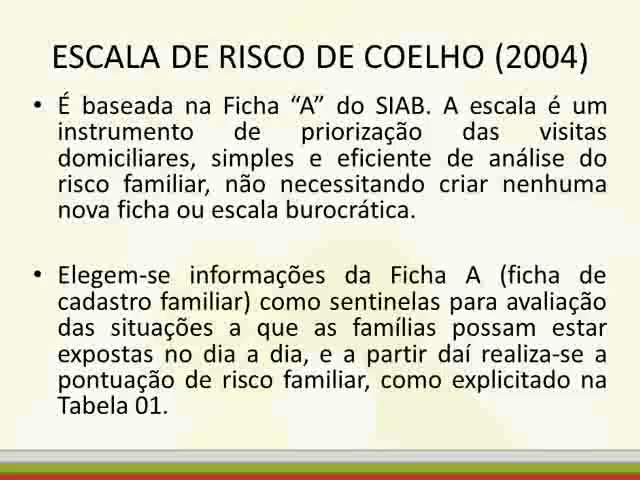 ESCALA DE RISCO DE COELHO (2004)
• É baseada na Ficha “A” do SIAB. A escala é um
instrumento de priorização das visitas
domiciliares, simples e eficiente de análise do
risco familiar, não necessitando criar nenhuma
nova ficha ou escala burocrática.
• Elegem-se informações da Ficha A (ficha de
cadastro familiar) como sentinelas para avaliação
das situações a que as famílias possam estar
expostas no dia a dia, e a partir daí realiza-se a
pontuação de risco familiar, como explicitado na
Tabela 01.